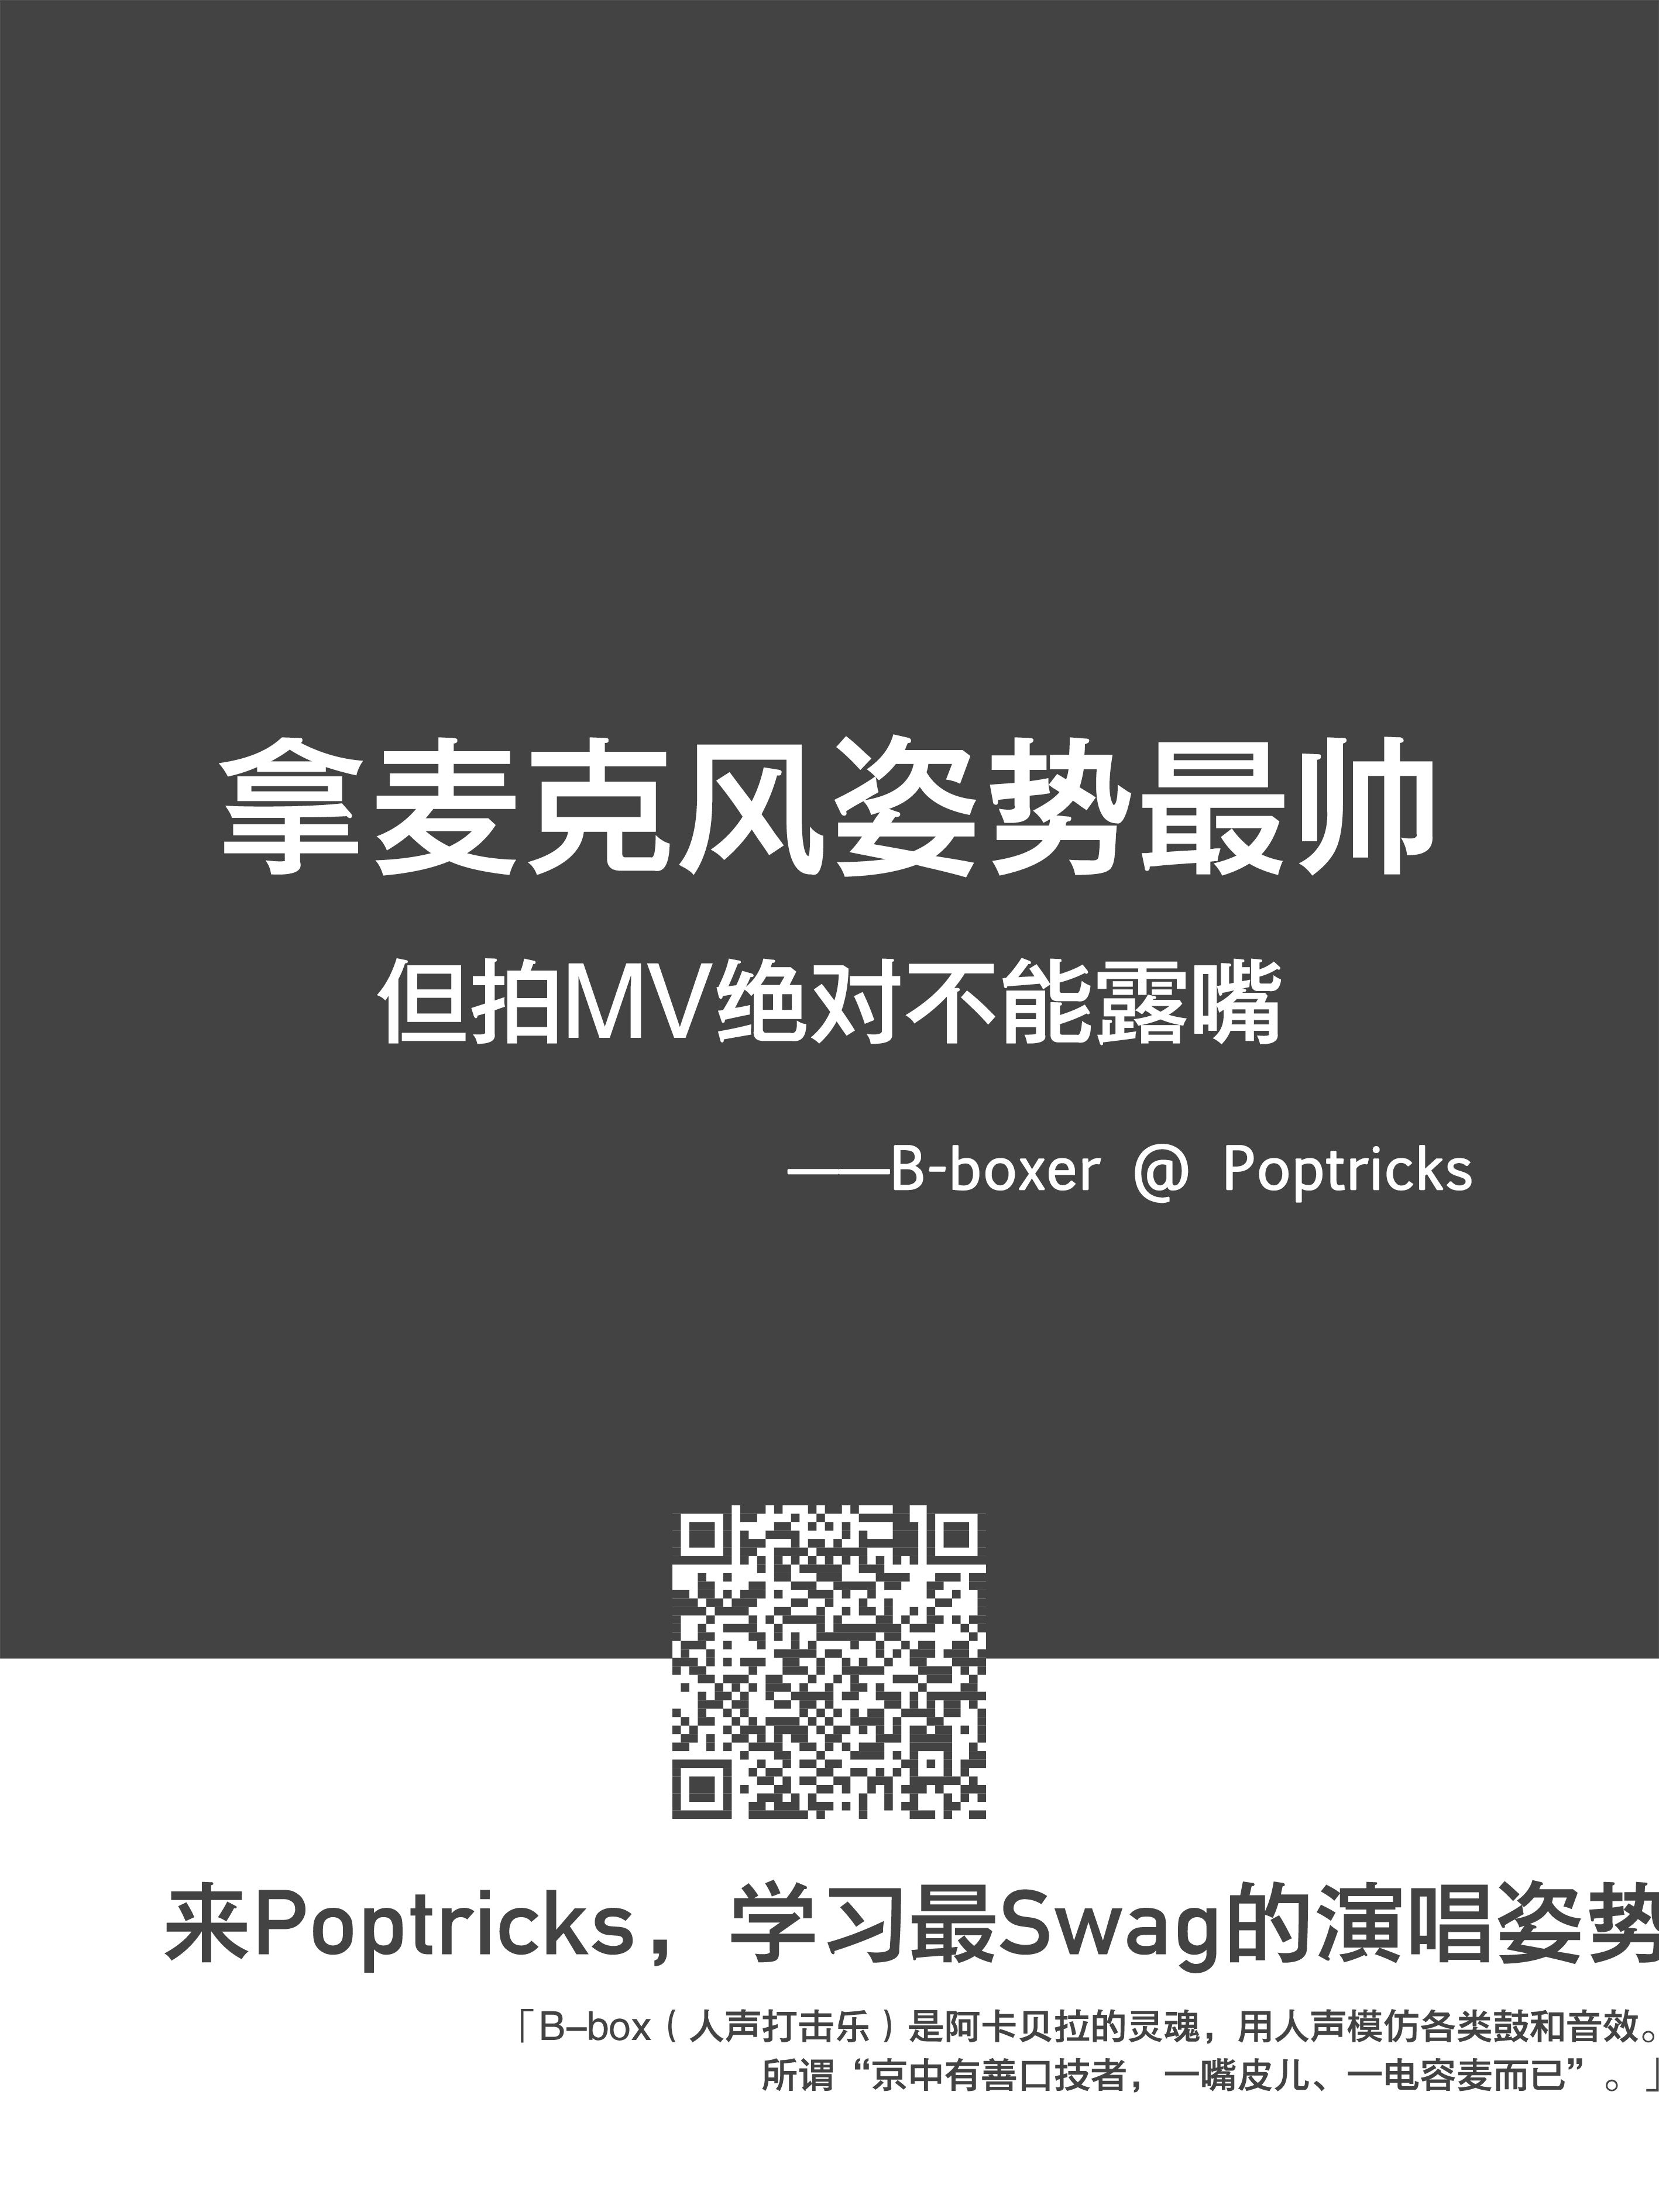 拿麦克风姿势最帅
但拍MV绝对不能露嘴
——B-boxer @ Poptricks
来Poptricks，学习最Swag的演唱姿势
「B-box（人声打击乐）是阿卡贝拉的灵魂，用人声模仿各类鼓和音效。
所谓“京中有善口技者，一嘴皮儿、一电容麦而已”。」